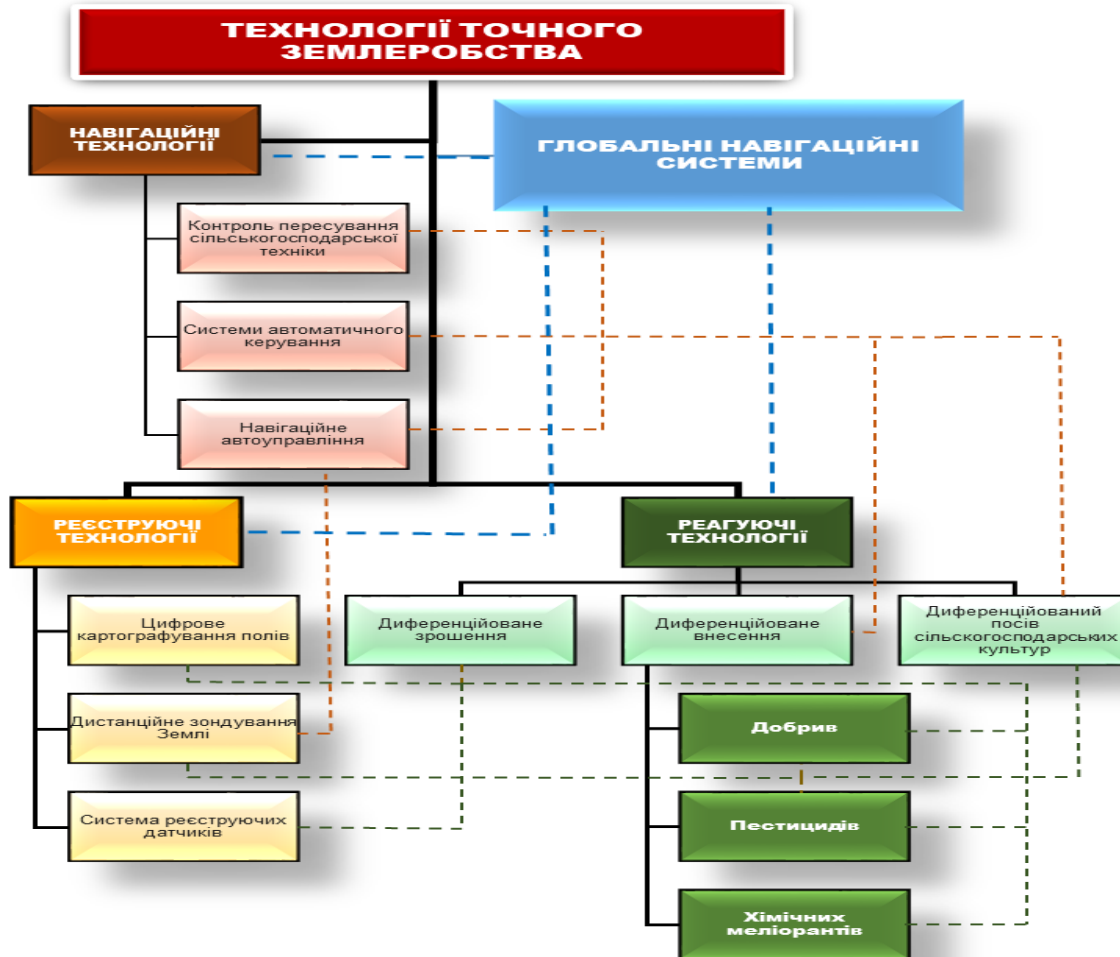 ТЕХНОЛОГІЇ ТОЧНОГО
ЗЕМЛЕРОБСТВА
НАВІГАЦІЙНІ
ТЕХНОЛОГІЇ
ГЛОБАЛЬНІ НАВІГАЦІЙНІ
СИСТЕМИ
Контроль пересування
сільськогосподарської
техніки
Системи автоматичного
керування
Навігаційне
автоуправління
РЕЄСТРУЮЧІ
ТЕХНОЛОГІЇ
РЕАГУЮЧІ
ТЕХНОЛОГІЇ
Цифрове
картографування полів
Дистанційне зондування
Землі
Система реєструючих
датчиків
Диференційоване
зрошення
Диференційоване
внесення
Диференційований
посів
сільскогосподарських
культур
Добрив
Пестицидів
Хімічних
меліорантів